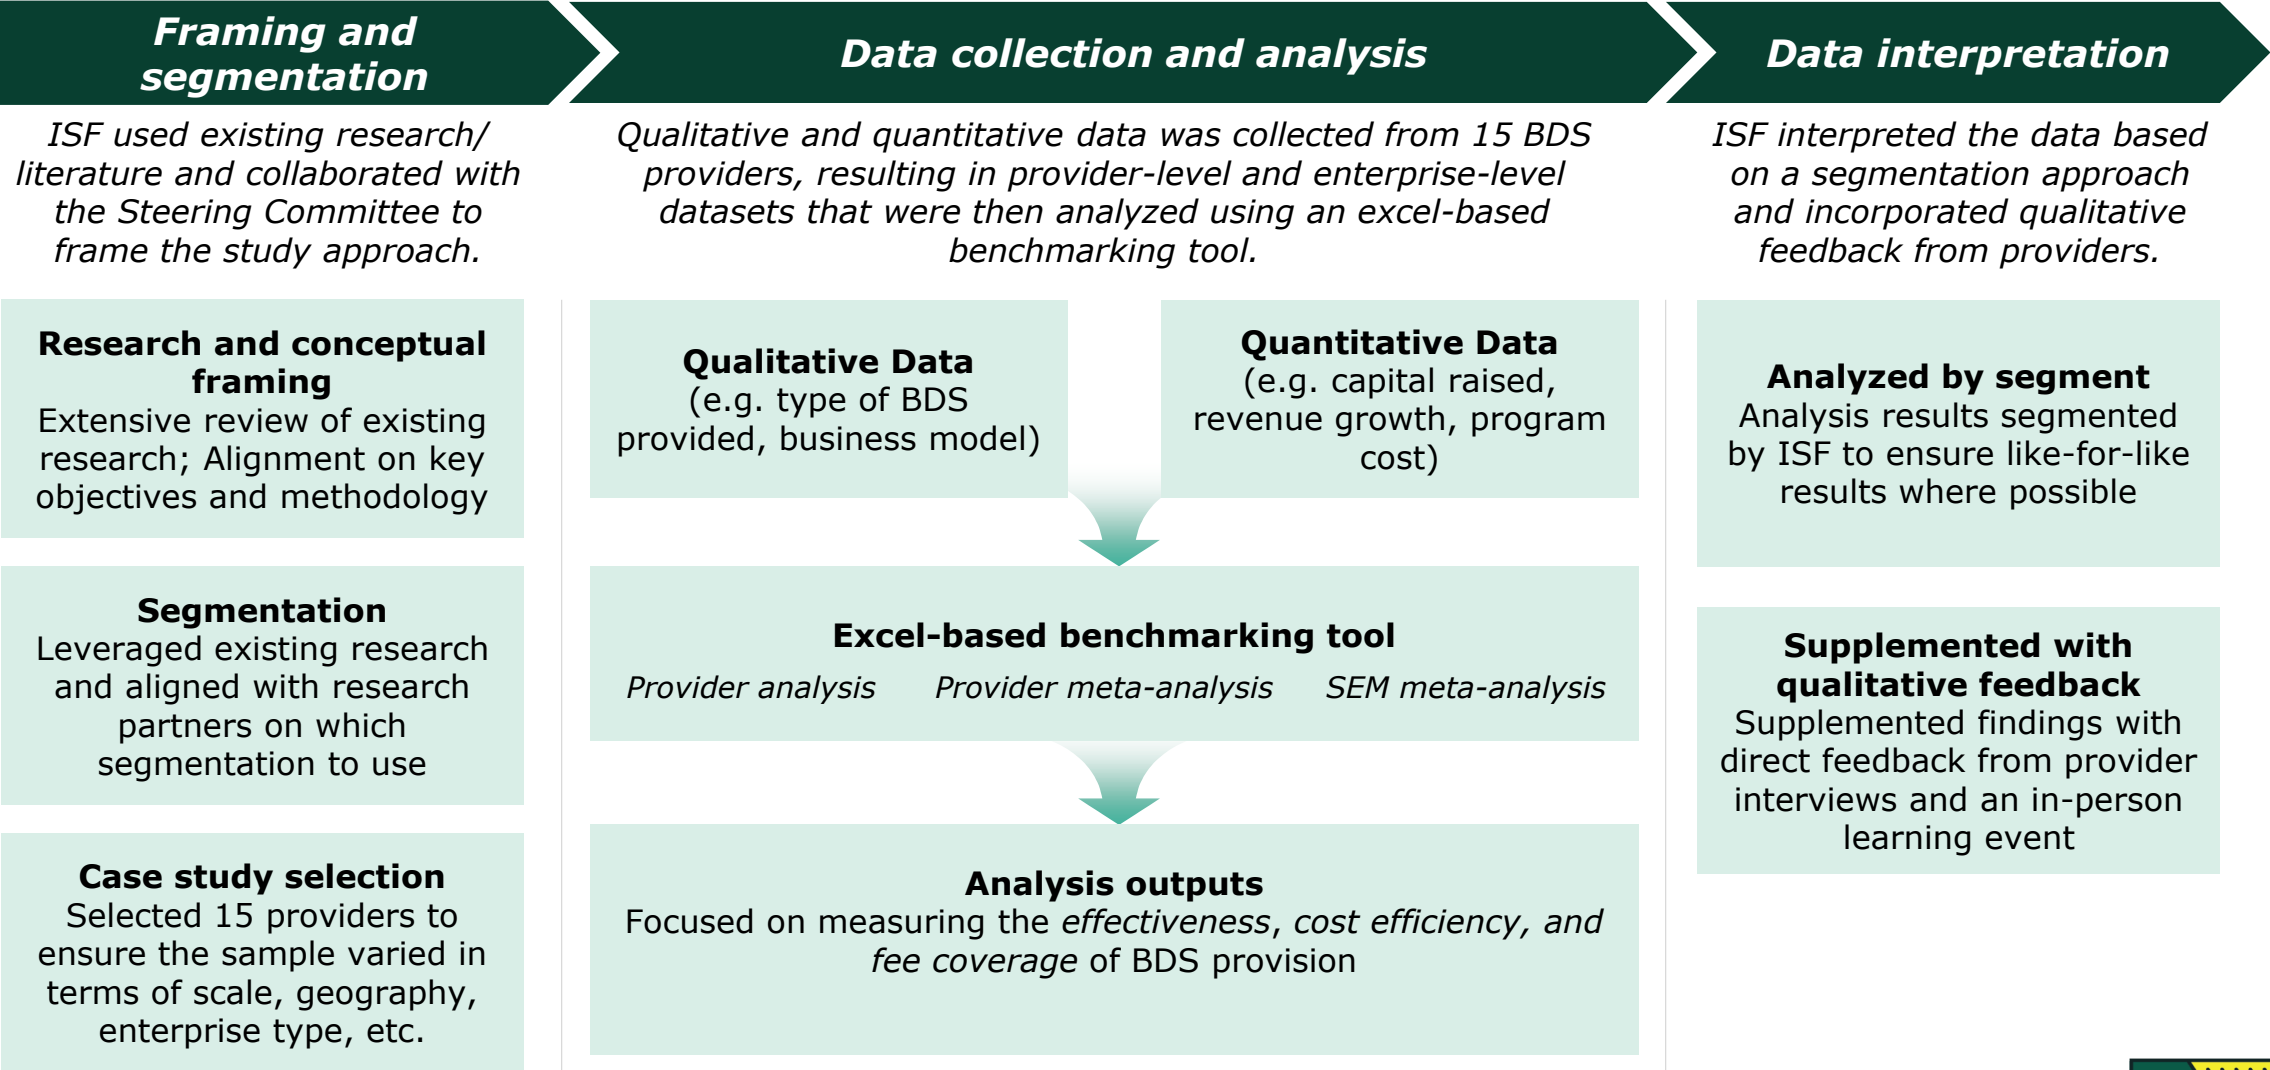 Framing and
segmentation
ISF used existing research/
literature and collaborated with
the Steering Committee to
frame the study approach.
Research and conceptual
framing
Extensive review of existing
research; Alignment on key
objectives and methodology
Segmentation
Leveraged existing research
and aligned with research
partners on which
segmentation to use
Case study selection
Selected 15 providers to
ensure the sample varied in
terms of scale, geography,
enterprise type, etc.
Data collection and analysis
Qualitative and quantitative data was collected from 15 BDS
providers, resulting in provider-level and enterprise-level
datasets that were then analyzed using an excel-based
benchmarking tool.
Qualitative Data
(e.g. type of BDS
provided, business model)
Quantitative Data
(e.g. capital raised,
revenue growth, program
cost)
Excel-based benchmarking tool
Provider analysis Provider meta-analysis SEM meta-analysis
Analysis outputs
Focused on measuring the effectiveness, cost efficiency, and
fee coverage of BDS provision
Data interpretation
ISF interpreted the data based
on a segmentation approach
and incorporated qualitative
feedback from providers.
Analyzed by segment
Analysis results segmented
by ISF to ensure like-for-like
results where possible
Supplemented with
qualitative feedback
Supplemented findings with
direct feedback from provider
interviews and an in-person
learning event